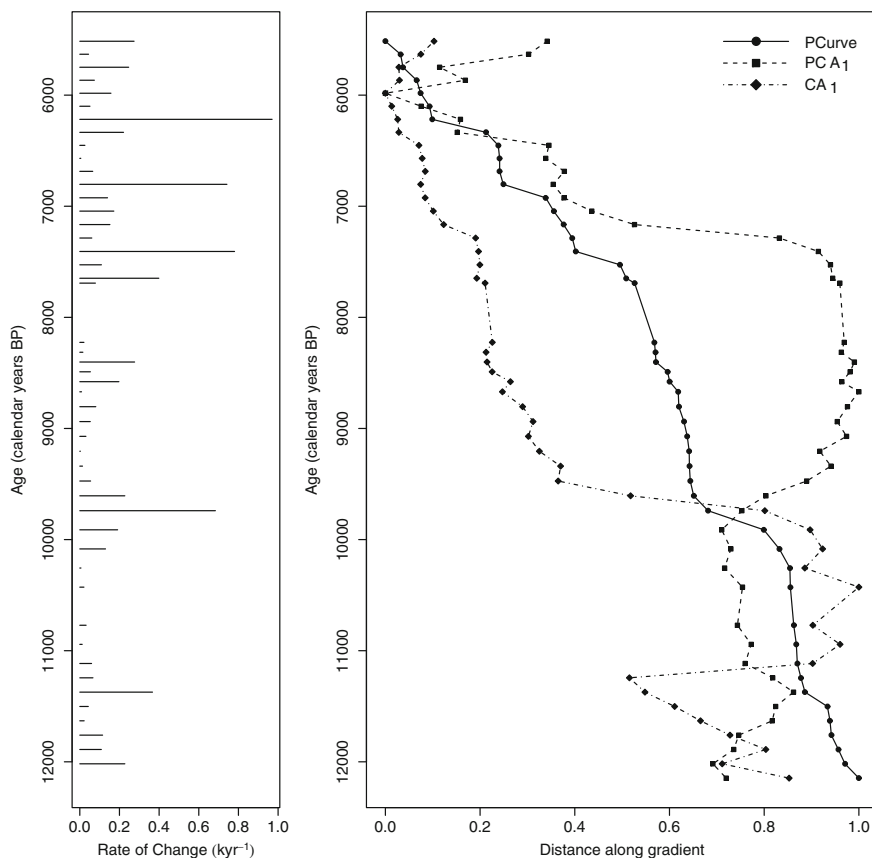 Age (calendar years BP)
6000
7000
8000
9000
10000
11000
12000
0.0 0.2 0.4 0.6 0.8 1.0
Rate of Change (kyr⁻¹)
PCurve
PC A₁
CA ₁
Age (calendar years BP)
6000
7000
8000
9000
10000
11000
12000
0.0 0.2 0.4 0.6 0.8 1.0
Distance along gradient